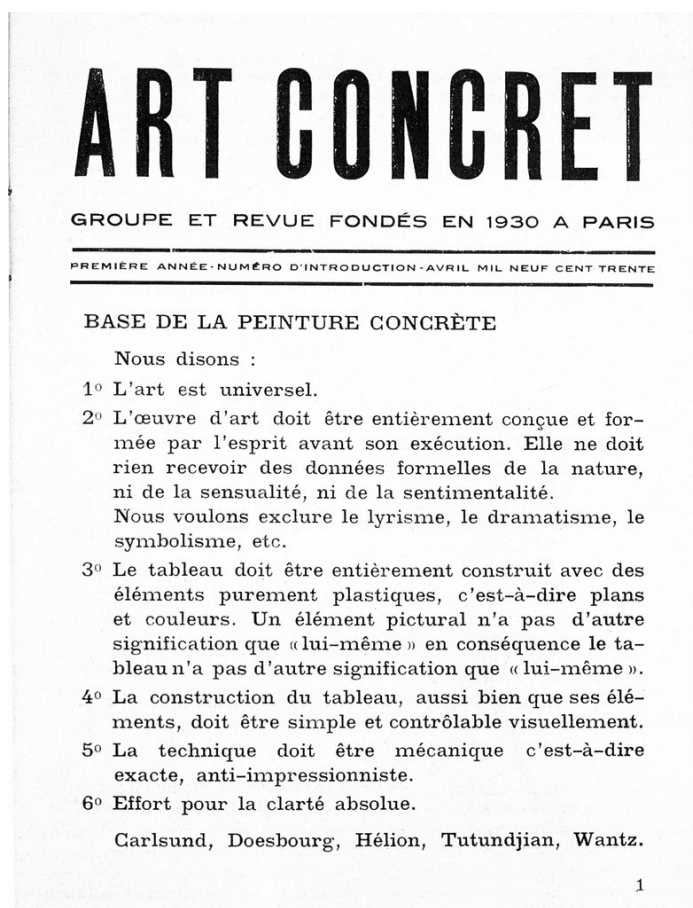 ART CONCRET
GROUPE ET REVUE FONDÉS EN 1930 A PARIS
PREMIÈRE ANNÉE-NUMÉRO D'INTRODUCTION-AVRIL MIL NEUF CENT TRENTE
BASE DE LA PEINTURE CONCRÈTE
Nous disons :
1º L'art est universel.
2º L'œuvre d'art doit être entièrement conçue et for-
mée par l'esprit avant son exécution. Elle ne doit
rien recevoir des données formelles de la nature,
ni de la sensualité, ni de la sentimentalité.
Nous voulons exclure le lyrisme, le dramatisme, le
symbolisme, etc.
3º Le tableau doit être entièrement construit avec des
éléments purement plastiques, c'est-à-dire plans
et couleurs. Un élément pictural n'a pas d'autre
signification que « lui-même » en conséquence le ta-
bleau n'a pas d'autre signification que « lui-même ».
4º La construction du tableau, aussi bien que ses élé-
ments, doit être simple et contrôlable visuellement.
5º La technique doit être mécanique c'est-à-dire
exacte, anti-impressionniste.
6º Effort pour la clarté absolue.
Carlsund, Doesbourg, Hélion, Tutundjian, Wantz.
1